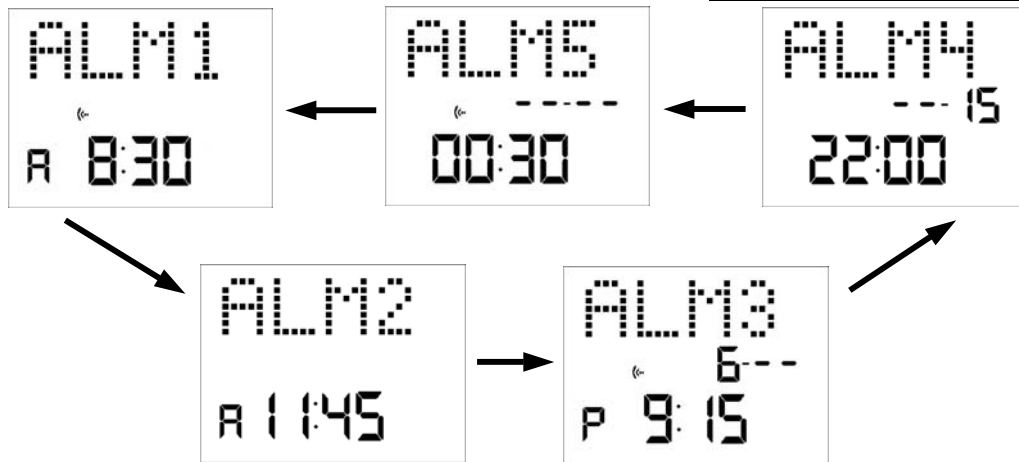 ALM1
A 8:30
ALM5
-- - --
00:30
ALM4
-- - 15
22:00
ALM2
A 11:45
ALM3
6 - --
P 9:15